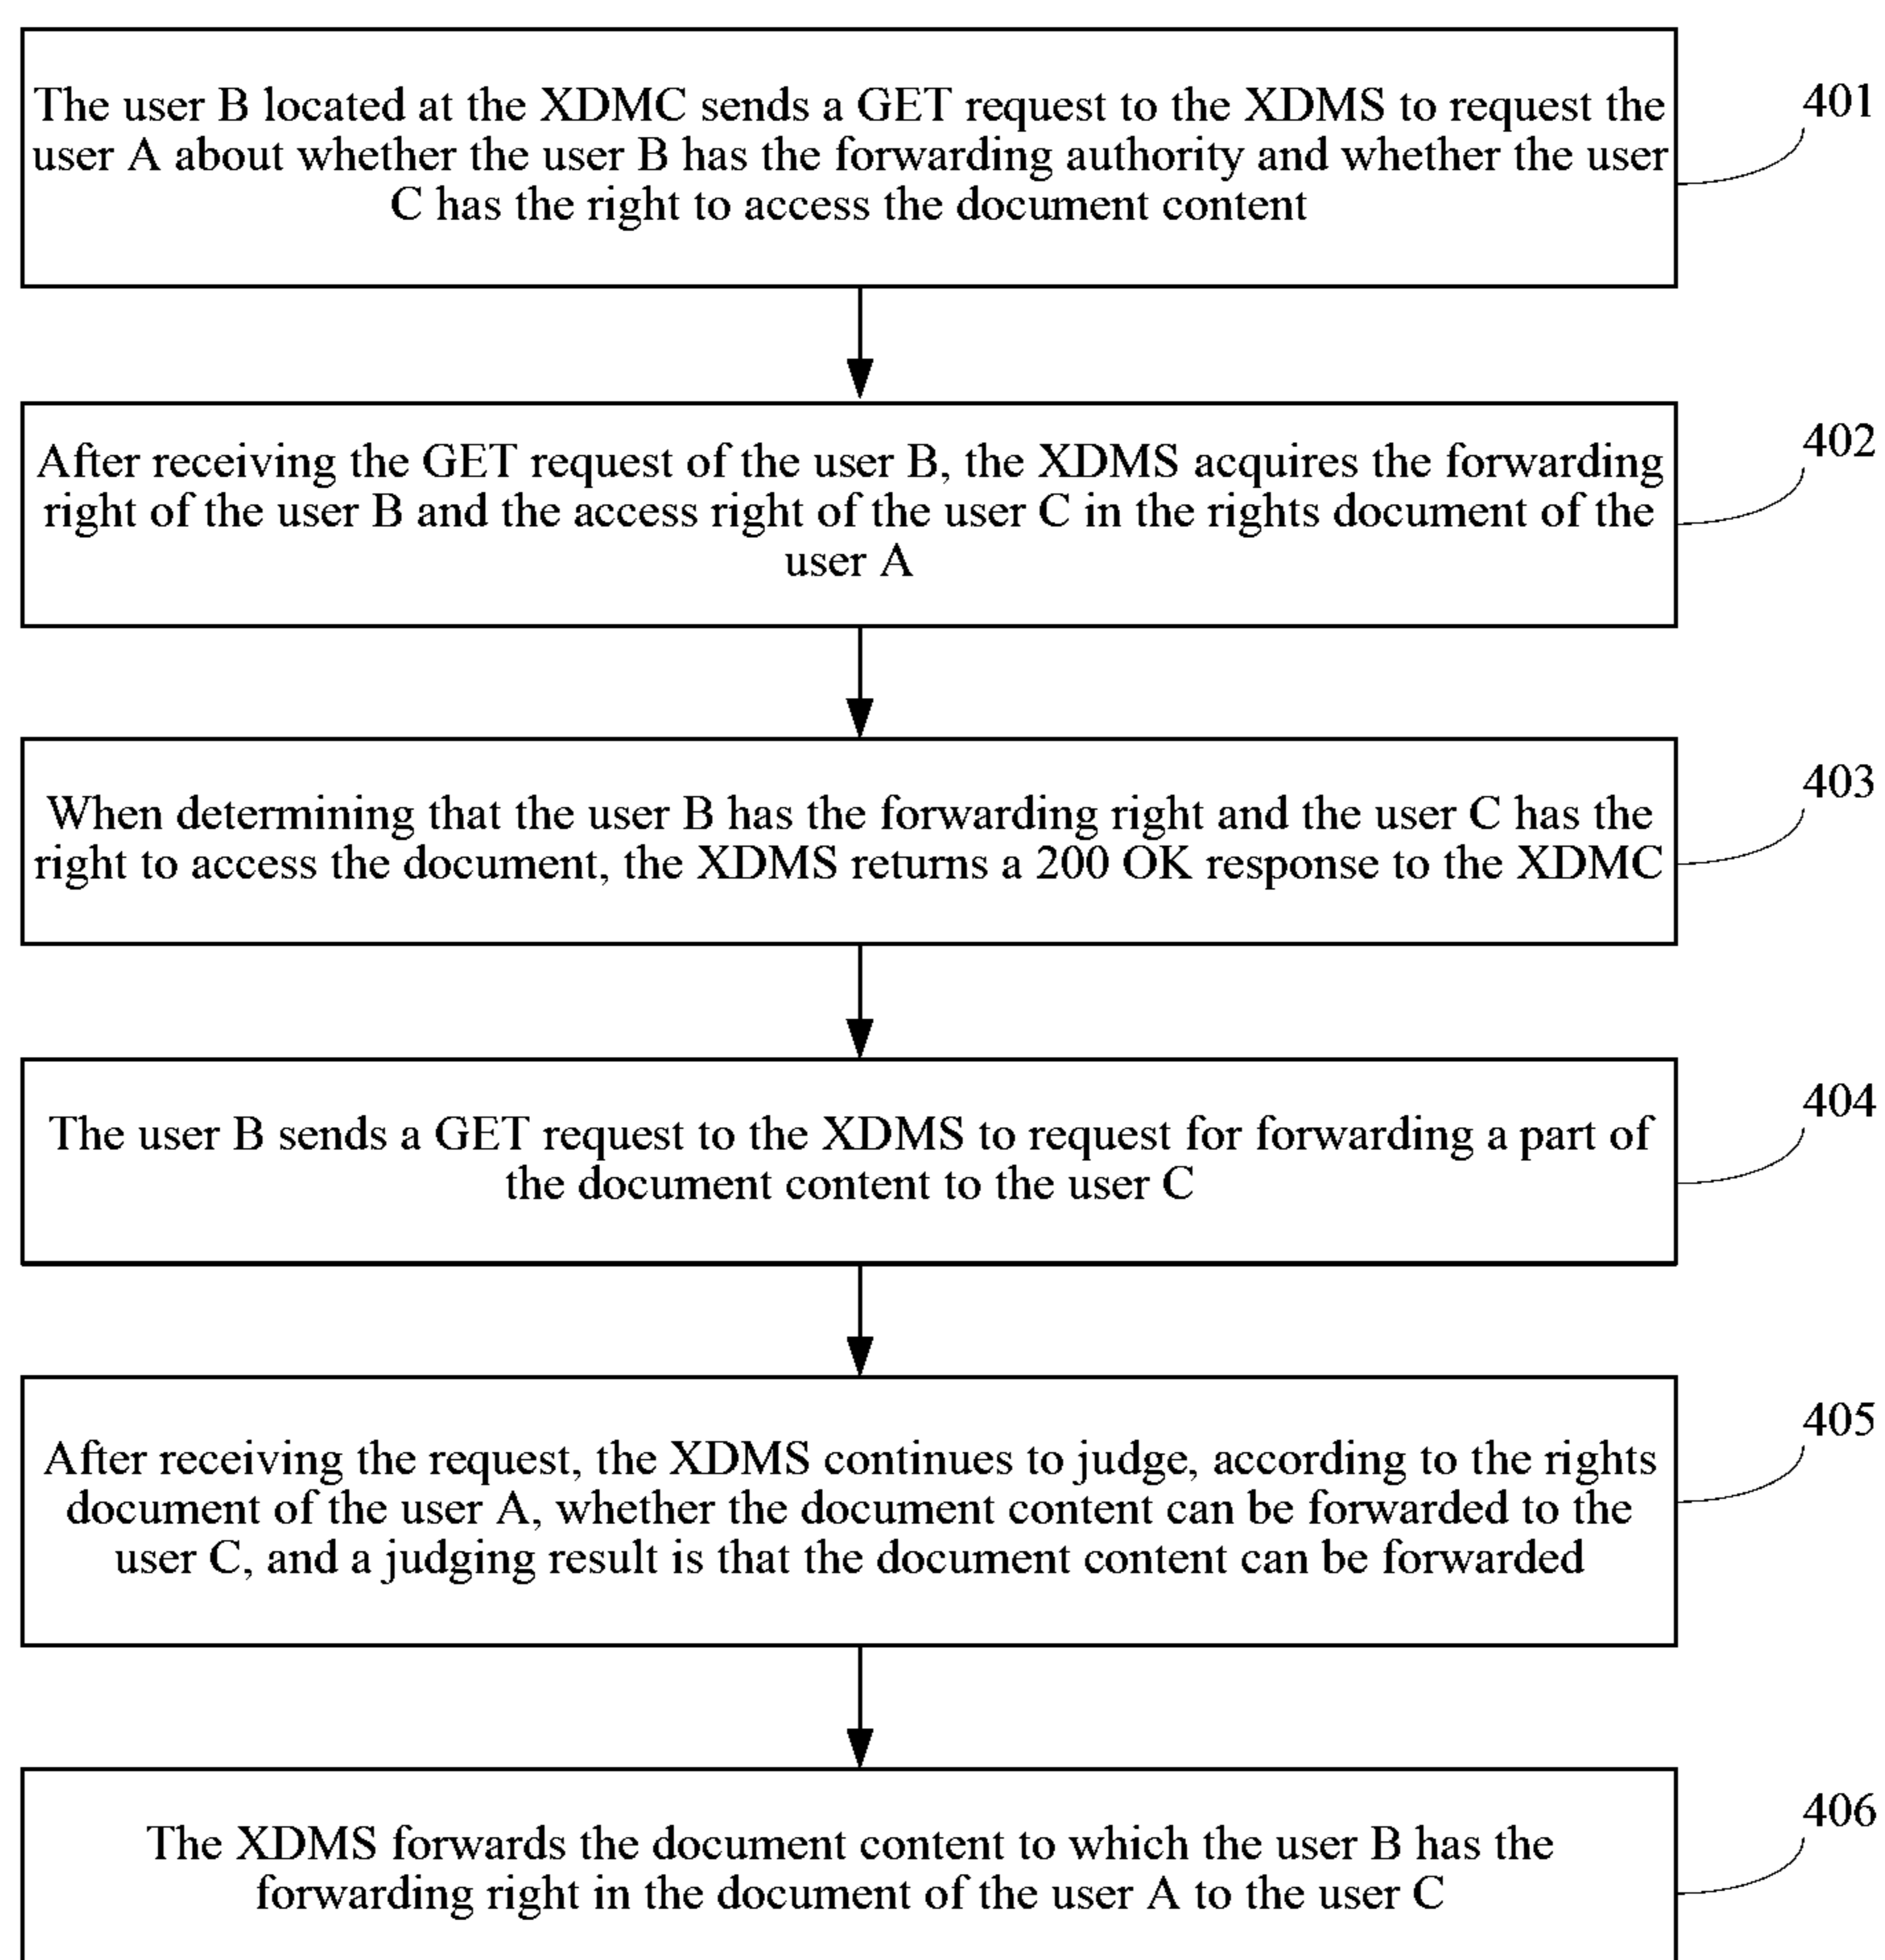 The user B located at the XDMC sends a GET request to the XDMS to request the
user A about whether the user B has the forwarding authority and whether the user
C has the right to access the document content
401
After receiving the GET request of the user B, the XDMS acquires the forwarding
right of the user B and the access right of the user C in the rights document of the
user A
402
When determining that the user B has the forwarding right and the user C has the
right to access the document, the XDMS returns a 200 OK response to the XDMC
403
The user B sends a GET request to the XDMS to request for forwarding a part of
the document content to the user C
404
After receiving the request, the XDMS continues to judge, according to the rights
document of the user A, whether the document content can be forwarded to the
user C, and a judging result is that the document content can be forwarded
405
The XDMS forwards the document content to which the user B has the
forwarding right in the document of the user A to the user C
406